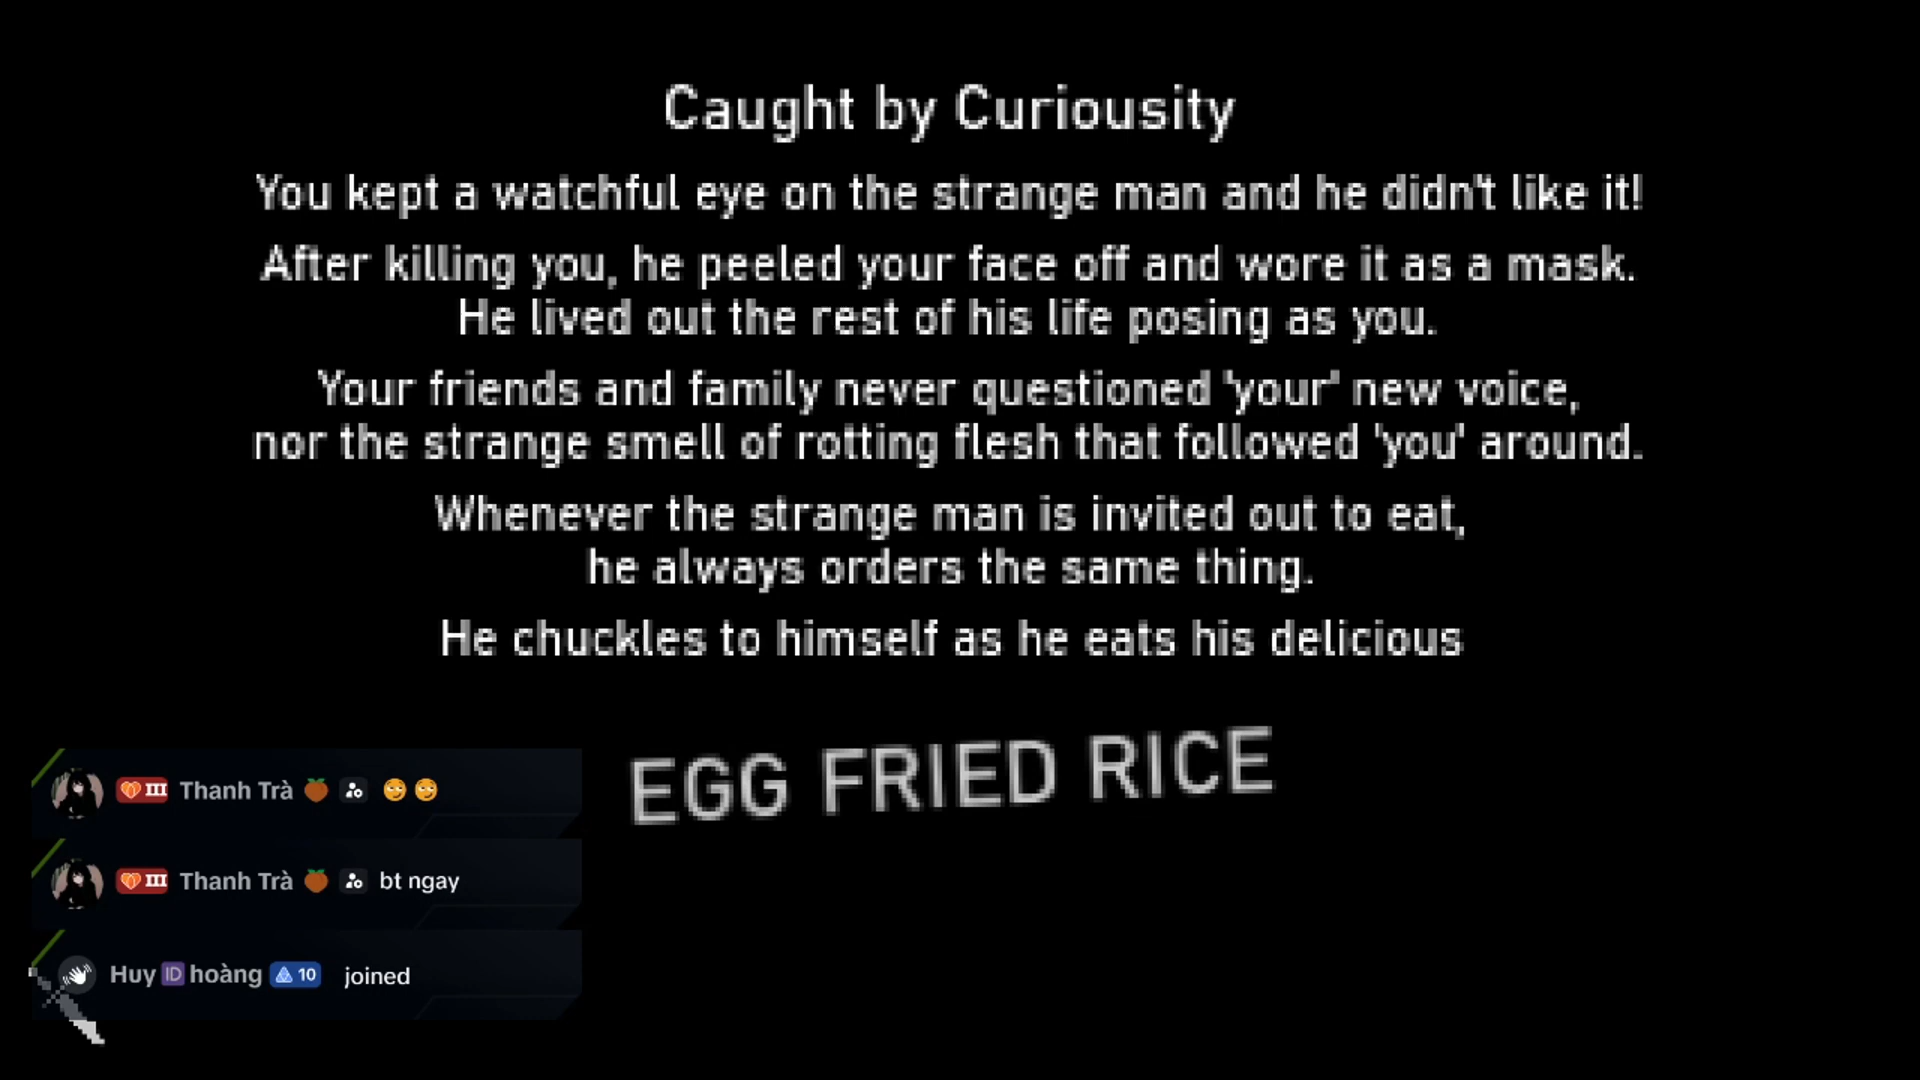 Caught by Curiousity
You kept a watchful eye on the strange man and he didn't like it!
After killing you, he peeled your face off and wore it as a mask.
He lived out the rest of his life posing as you.
Your friends and family never questioned 'your' new voice,
nor the strange smell of rotting flesh that followed 'you' around.
Whenever the strange man is invited out to eat,
he always orders the same thing.
He chuckles to himself as he eats his delicious
EGG FRIED RICE
III Thanh Trà 🍑 🙄 😏
III Thanh Trà 🍑 bt ngay
Huy 🆔 hoàng 10 joined